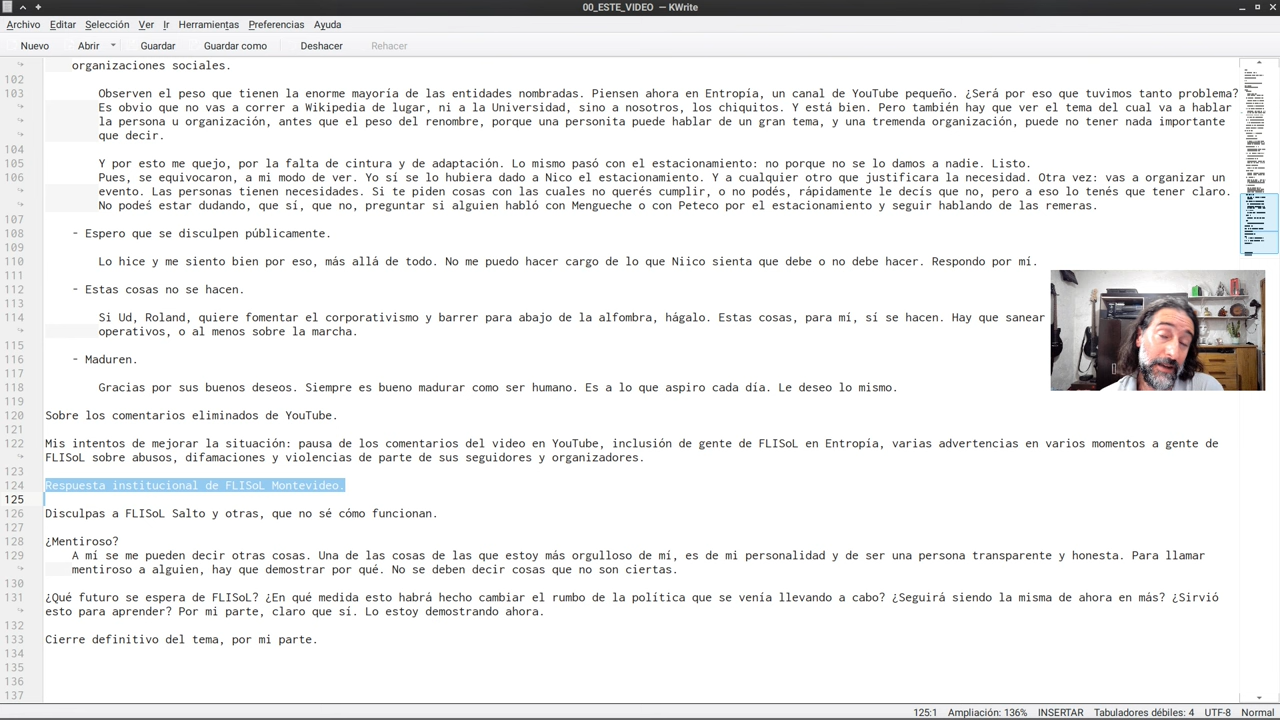 00_ESTE_VIDEO — KWrite
Archivo Editar Selección Ver Ir Herramientas Preferencias Ayuda
Nuevo Abrir Guardar Guardar como Deshacer Rehacer
organizaciones sociales.
102
103 Observen el peso que tienen la enorme mayoría de las entidades nombradas. Piensen ahora en Entropía, un canal de YouTube pequeño. ¿Será por eso que tuvimos tanto problema?
Es obvio que no vas a correr a Wikipedia de lugar, ni a la Universidad, sino a nosotros, los chiquitos. Está bien. Pero también hay que ver el tema del cual va a hablar
la persona u organización, antes que el peso del nombre, porque una personita puede hablar de un gran tema y una tremenda organización, puede no tener nada importante
que decir.
104
105 Y por esto me quejo, por la falta de cintura y de adaptación. Lo mismo pasó con el estacionamiento: no porque no se lo damos a nadie y listo.
106 Pues, se equivocaron, a mi modo de ver. Yo sí se lo hubiera dado a Niico el estacionamiento. Y a cualquier otro que justificara la necesidad. Otra vez: vas a organizar un
evento. Las personas tienen necesidades. Si te piden cosas con las cuales no queres cumplir o no podés, rápidamente le decís que no, pero a eso lo tenés que tener claro.
No podeś estar dudando, que sí, que no, preguntar si alguien habló con Mengueche o con Peteco por el estacionamiento y seguir hablando de las remeras.
107
108 - Espero que se disculpen públicamente.
109
110 Lo hice y me siento bien por eso, más allá de todo. No me puedo hacer cargo de lo que Niico sienta que debe o no debe hacer. Respondo por mí.
111
112 - Estas cosas no se hacen.
113
114 Si Ud, Roland, quiere fomentar el corporativismo y barrer para abajo de la alfombra, hágalo. Estas cosas, para mí, sí se hacen. Hay que sanear
operativos, o al menos sobre la marcha.
115
116 - Maduren.
117
118 Gracias por sus buenos deseos. Siempre es bueno madurar como ser humano. Es a lo que aspiro cada día. Le deseo lo mismo.
119
120 Sobre los comentarios eliminados de YouTube.
121
122 Mis intentos de mejorar la situación: pausa de los comentarios del video en YouTube, inclusión de gente de FLISoL en Entropía, varias advertencias en varios momentos a gente de
FLISoL sobre abusos, difamaciones y violencias de parte de sus seguidores y organizadores.
123
124 Respuesta institucional de FLISoL Montevideo.
125
126 Disculpas a FLISoL Salto y otras, que no sé cómo funcionan.
127
128 ¿Mentiroso?
129 A mí se me pueden decir otras cosas. Una de las cosas de las que estoy más orgulloso de mí, es de mi personalidad y de ser una persona transparente y honesta. Para llamar
mentiroso a alguien, hay que demostrar por qué. No se deben decir cosas que no son ciertas.
130
131 ¿Qué futuro se espera de FLISoL? ¿En qué medida esto habrá hecho cambiar el rumbo de la política que se venía llevando a cabo? ¿Seguirá siendo la misma de ahora en más? ¿Sirvió
esto para aprender? Por mi parte, claro que sí. Lo estoy demostrando ahora.
132
133 Cierre definitivo del tema, por mi parte.
134
135
136
137
125:1 Ampliación: 136% INSERTAR Tabuladores débiles: 4 UTF-8 Normal